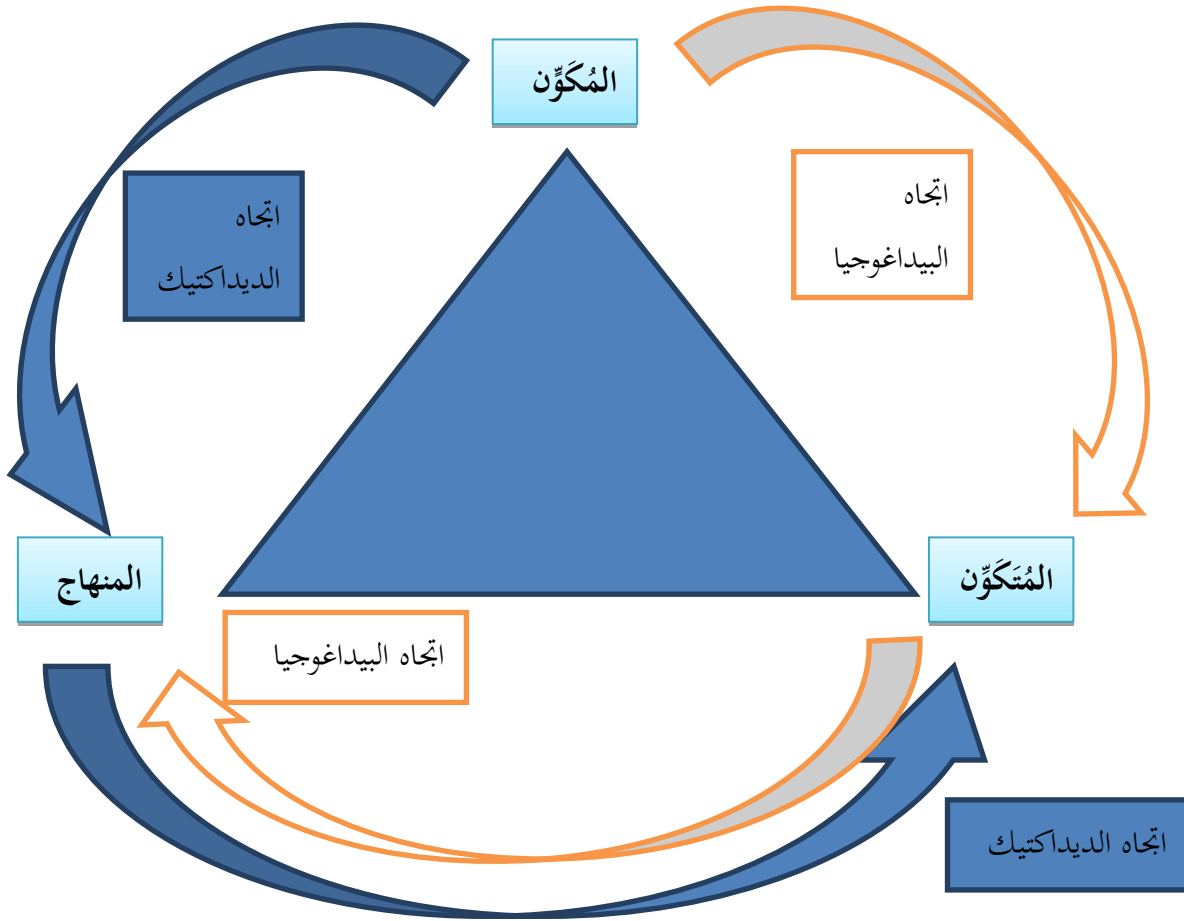 المُكَوِّن
اتجاه
البيداغوجيا
اتجاه
الديداكتيك
المُتَكَوِّن
المنهاج
اتجاه البيداغوجيا
اتجاه الديداكتيك